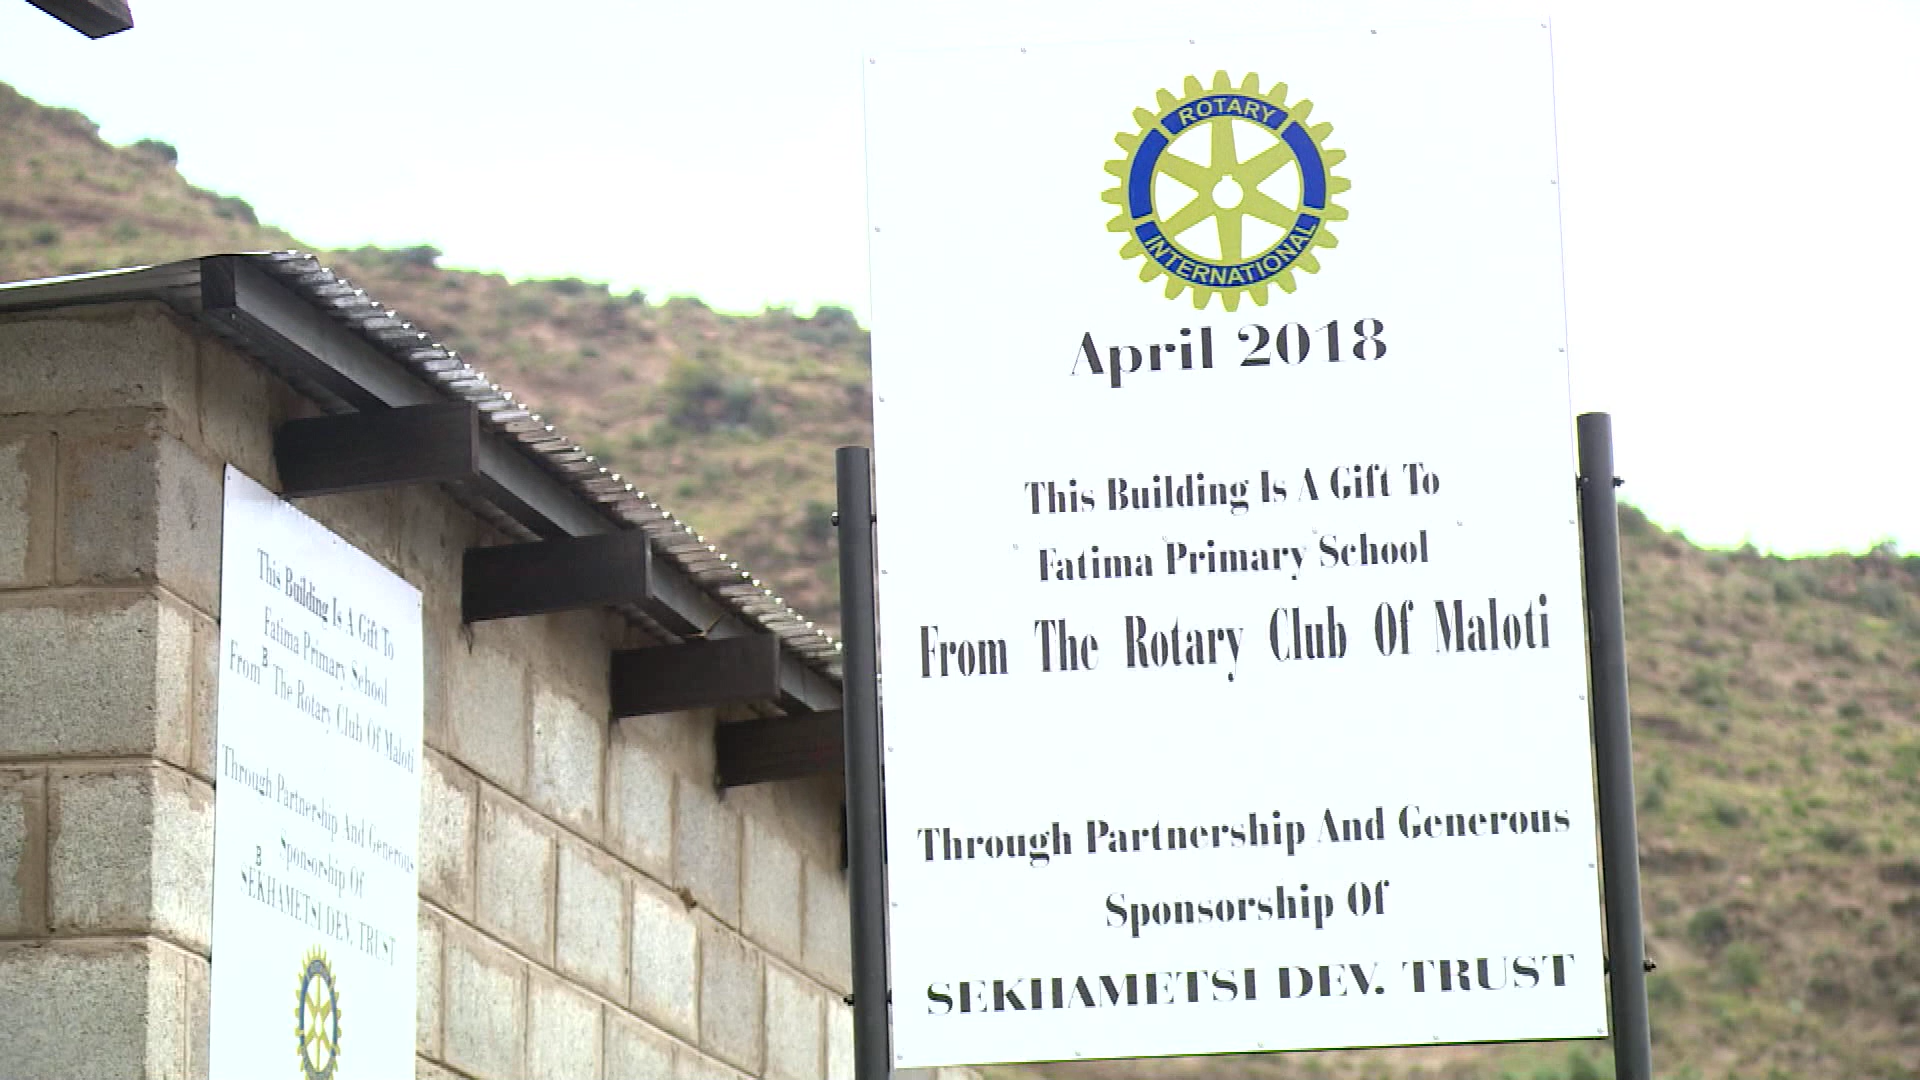 This Building Is A Gift To
Fatima Primary School
From The Rotary Club Of Maloti
Through Partnership And Generous
Sponsorship Of
SEKHAMETSI DEV. TRUST
ROTARY
INTERNATIONAL
April 2018
This Building Is A Gift To
Fatima Primary School
From The Rotary Club Of Maloti
Through Partnership And Generous
Sponsorship Of
SEKHAMETSI DEV. TRUST